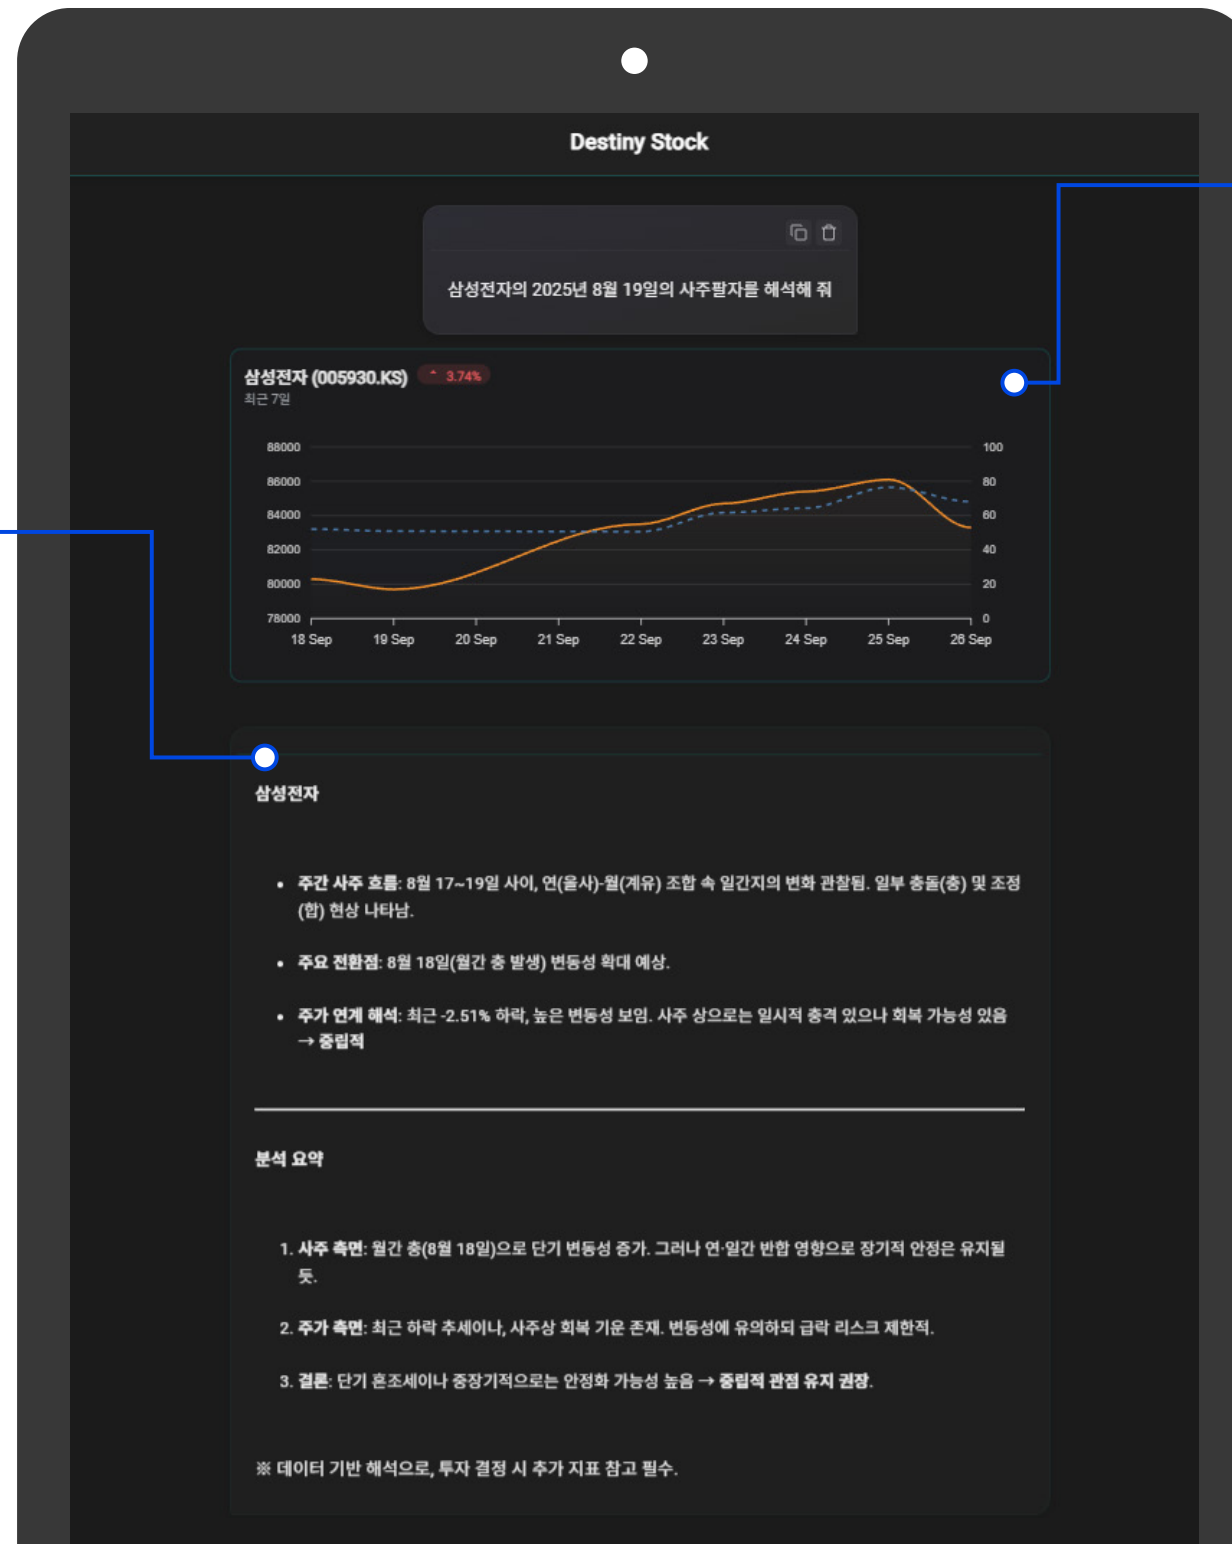 Destiny Stock
삼성전자의 2025년 8월 19일의 사주팔자를 해석해 줘
삼성전자 (005930.KS) 3.74%
최근 7일
88000
86000
84000
82000
80000
78000
100
80
60
40
20
0
18 Sep 19 Sep 20 Sep 21 Sep 22 Sep 23 Sep 24 Sep 25 Sep 26 Sep
삼성전자
• 주간 사주 흐름: 8월 17~19일 사이, 연(을사)-월(계유) 조합 속 일간지의 변화 관찰됨. 일부 충돌(충) 및 조정
(합) 현상 나타남.
• 주요 전환점: 8월 18일(월간 충 발생) 변동성 확대 예상.
• 주가 연계 해석: 최근 -2.51% 하락, 높은 변동성 보임. 사주 상으로는 일시적 충격 있으나 회복 가능성 있음
→ 중립적
분석 요약
1. 사주 측면: 월간 충(8월 18일)으로 단기 변동성 증가. 그러나 연·일간 반합 영향으로 장기적 안정은 유지될
듯.
2. 주가 측면: 최근 하락 추세이나, 사주상 회복 기운 존재. 변동성에 유의하되 급락 리스크 제한적.
3. 결론: 단기 혼조세이나 중장기적으로는 안정화 가능성 높음 → 중립적 관점 유지 권장.
※ 데이터 기반 해석으로, 투자 결정 시 추가 지표 참고 필수.